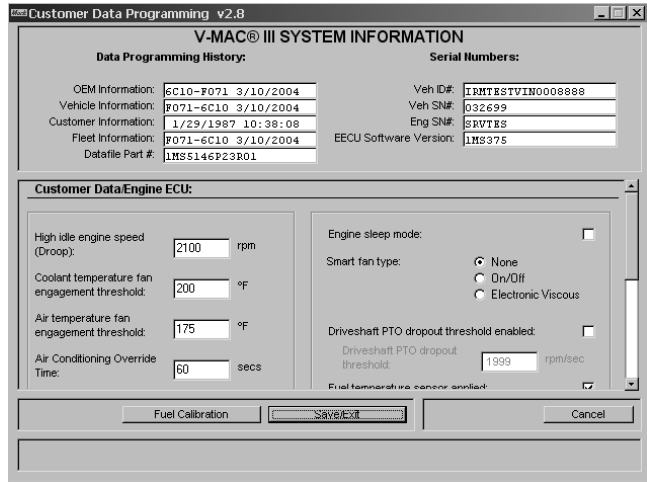 Customer Data Programming v2.8
V-MAC® III SYSTEM INFORMATION
Data Programming History:
Serial Numbers:
OEM Information: 6C10-F071 3/10/2004
Vehicle Information: F071-6C10 3/10/2004
Customer Information: 1/29/1987 10:38:08
Fleet Information: F071-6C10 3/10/2004
Datafile Part #: 1MS5146P23R01
Veh ID#: IRMTESTVIN0008888
Veh SN#: 032699
Eng SN#: SRVTES
EECU Software Version: 1MS375
Customer Data/Engine ECU:
High idle engine speed
(Droop): 2100 rpm
Coolant temperature fan
engagement threshold: 200 °F
Air temperature fan
engagement threshold: 175 °F
Air Conditioning Override
Time: 60 secs
Engine sleep mode:
Smart fan type: None
On/Off
Electronic Viscous
Driveshaft PTO dropout threshold enabled:
Driveshaft PTO dropout
threshold: 1999 rpm/sec
Fuel temperature sensor applied:
Fuel Calibration
Save/Exit
Cancel